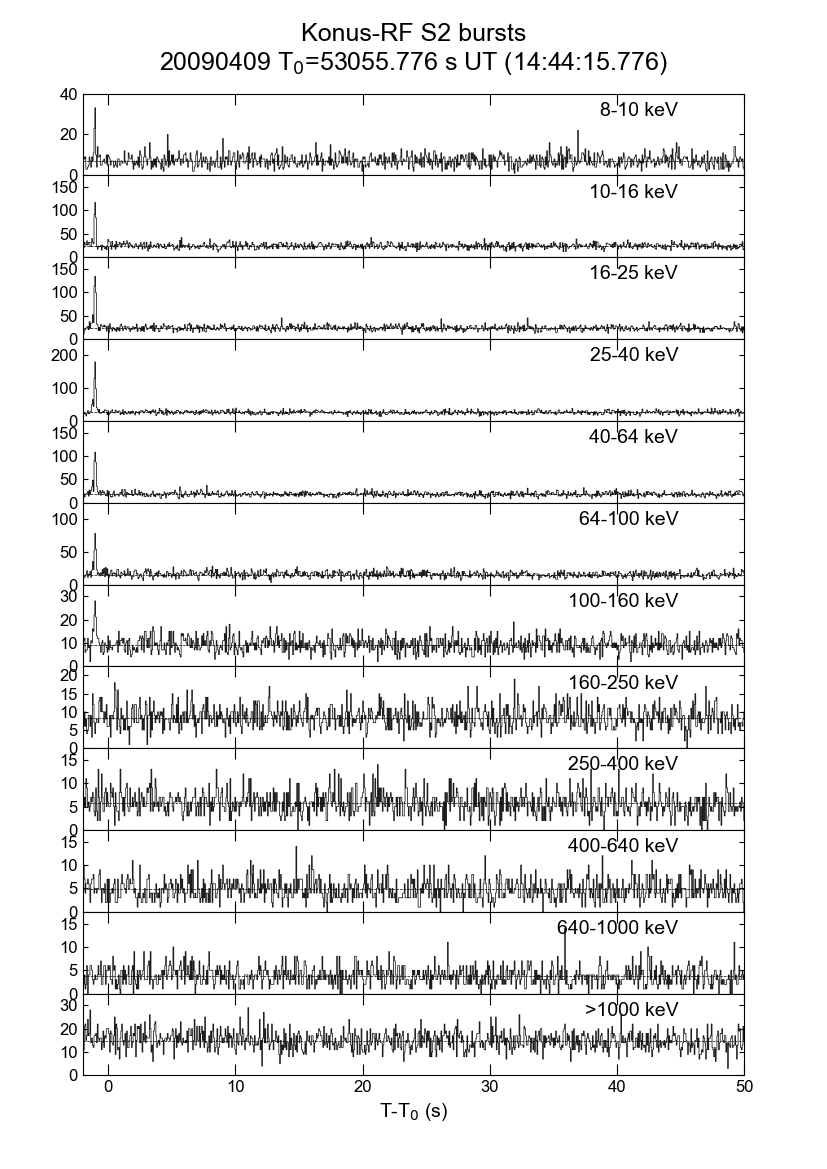 Konus-RF S2 bursts
20090409 T₀=53055.776 s UT (14:44:15.776)
40
20
0
8-10 keV
150
100
50
0
10-16 keV
150
100
50
0
16-25 keV
200
100
0
25-40 keV
150
100
50
0
40-64 keV
100
50
0
64-100 keV
30
20
10
0
100-160 keV
20
15
10
5
0
160-250 keV
15
10
5
0
250-400 keV
15
10
5
0
400-640 keV
15
10
5
0
640-1000 keV
30
20
10
0
>1000 keV
0 10 20 30 40 50
T-T₀ (s)